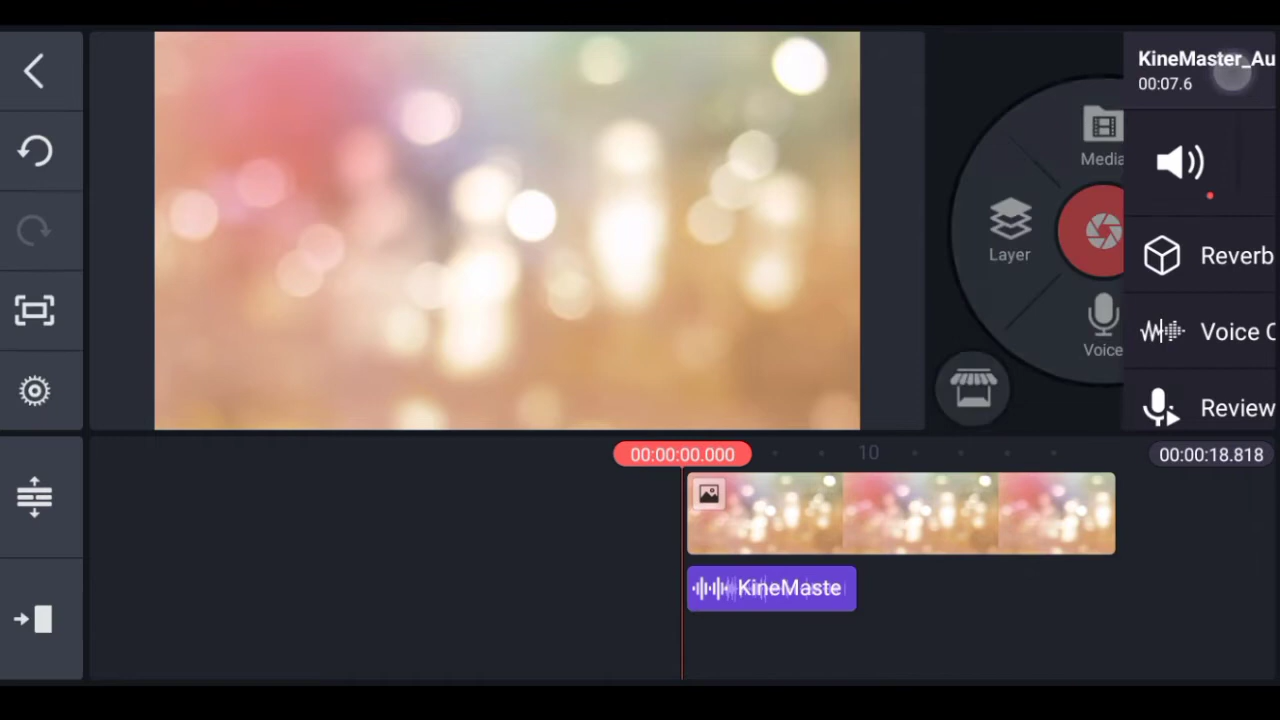 KineMaster_Au
00:07.6
Media
Layer
Reverb
Voice
Voice C
Review
00:00:00.000
10
00:00:18.818
KineMaste